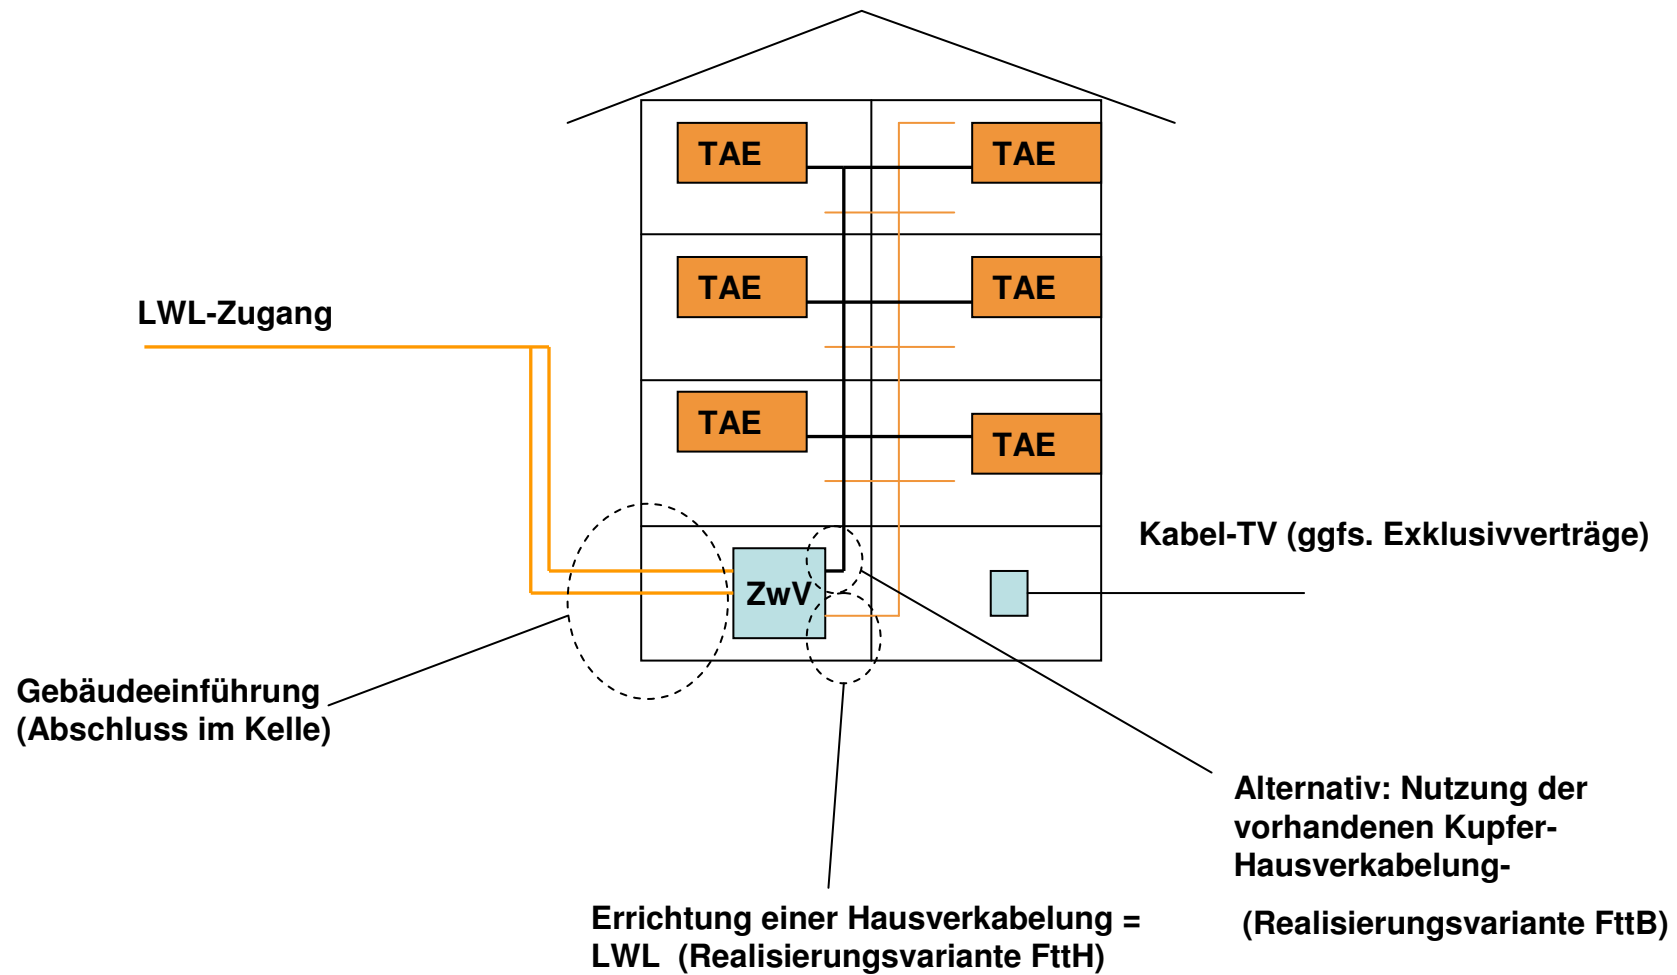 TAE
TAE
TAE
TAE
LWL-Zugang
TAE
TAE
Kabel-TV (ggfs. Exklusivverträge)
ZwV
Gebäudeeinführung
(Abschluss im Kelle)
Alternativ: Nutzung der
vorhandenen Kupfer-
Hausverkabelung-
(Realisierungsvariante FttB)
Errichtung einer Hausverkabelung =
LWL (Realisierungsvariante FttH)